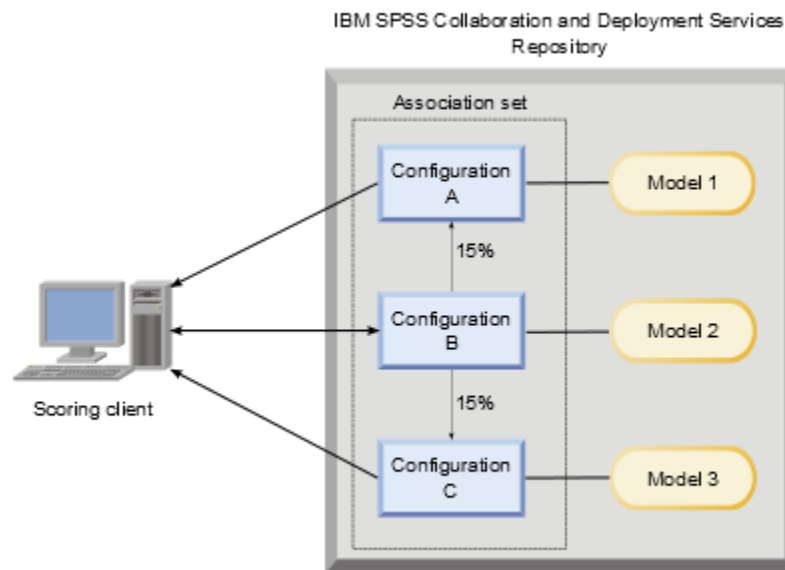 IBM SPSS Collaboration and Deployment Services
Repository
Association set
Configuration
A
Model 1
15%
Configuration
B
Model 2
Scoring client
15%
Configuration
C
Model 3